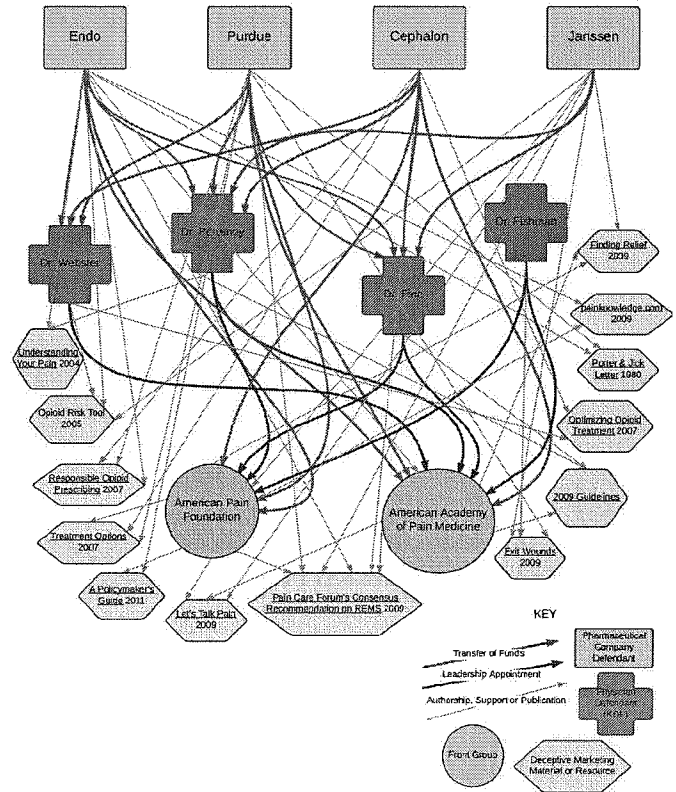 Endo
Purdue
Cephalon
Janssen
Dr. Webster
Dr. Portenoy
Dr. Fine
Dr. Fishman
Finding Relief
2009
painknowledge.com
2009
Porter & Jick
Letter 1980
Optimizing Opioid
Treatment 2007
2009 Guidelines
Exit Wounds
2009
Understanding
Your Pain 2004
Opioid Risk Tool
2005
Responsible Opioid
Prescribing 2007
Treatment Options
2007
A Policymaker's
Guide 2011
Let's Talk Pain
2009
Pain Care Forum's Consensus
Recommendation on REMS 2009
American Pain
Foundation
American Academy
of Pain Medicine
KEY
Transfer of Funds
Leadership Appointment
Authorship, Support or Publication
Pharmaceutical
Company
Defendant
Physician
Defendant
(KOL)
Front Group
Deceptive Marketing
Material or Resource